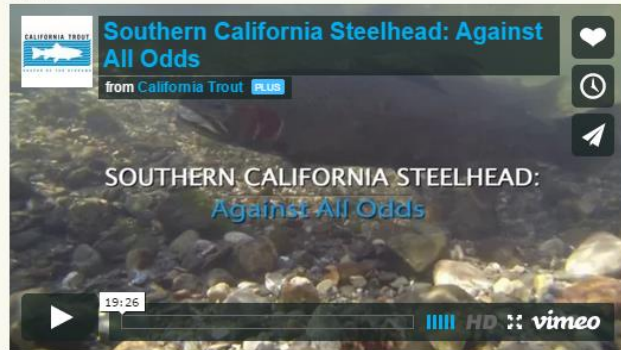 CALIFORNIA TROUT
Southern California Steelhead: Against
All Odds
from California Trout PLUS
SOUTHERN CALIFORNIA STEELHEAD:
Against All Odds
19:26
HD vimeo